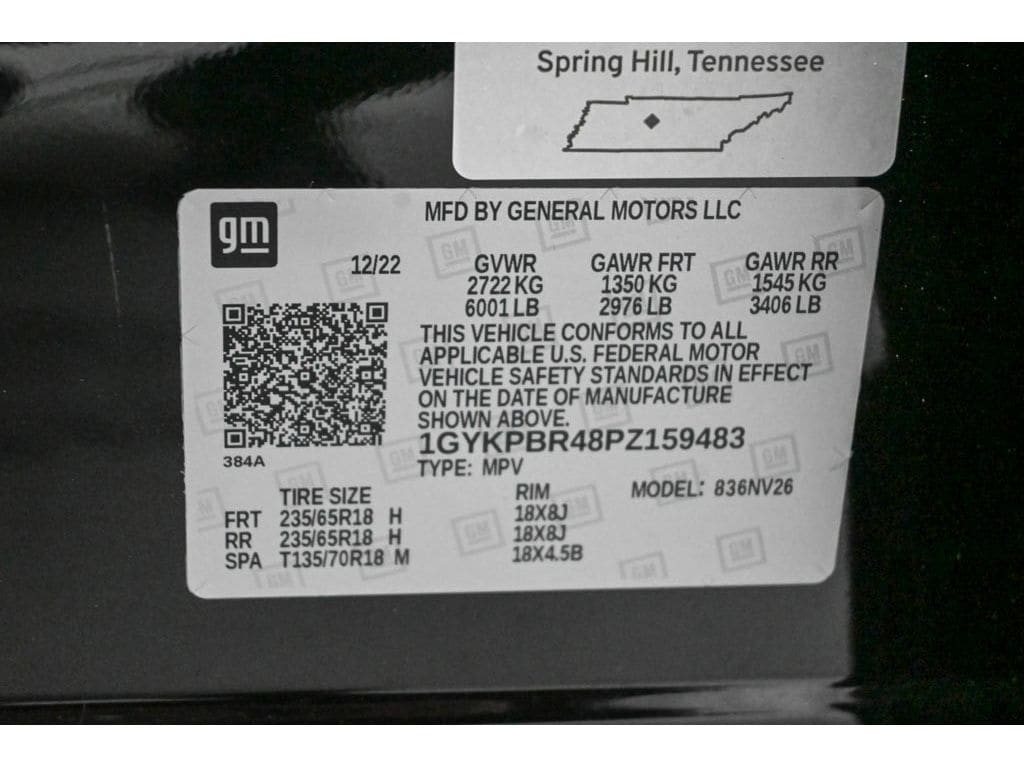 Spring Hill, Tennessee
gm
MFD BY GENERAL MOTORS LLC
12/22 GVWR GAWR FRT GAWR RR
2722 KG 1350 KG 1545 KG
6001 LB 2976 LB 3406 LB
THIS VEHICLE CONFORMS TO ALL
APPLICABLE U.S. FEDERAL MOTOR
VEHICLE SAFETY STANDARDS IN EFFECT
ON THE DATE OF MANUFACTURE
SHOWN ABOVE.
1GYKPBR48PZ159483
384A
TYPE: MPV
TIRE SIZE RIM MODEL: 836NV26
FRT 235/65R18 H 18X8J
RR 235/65R18 H 18X8J
SPA T135/70R18 M 18X4.5B